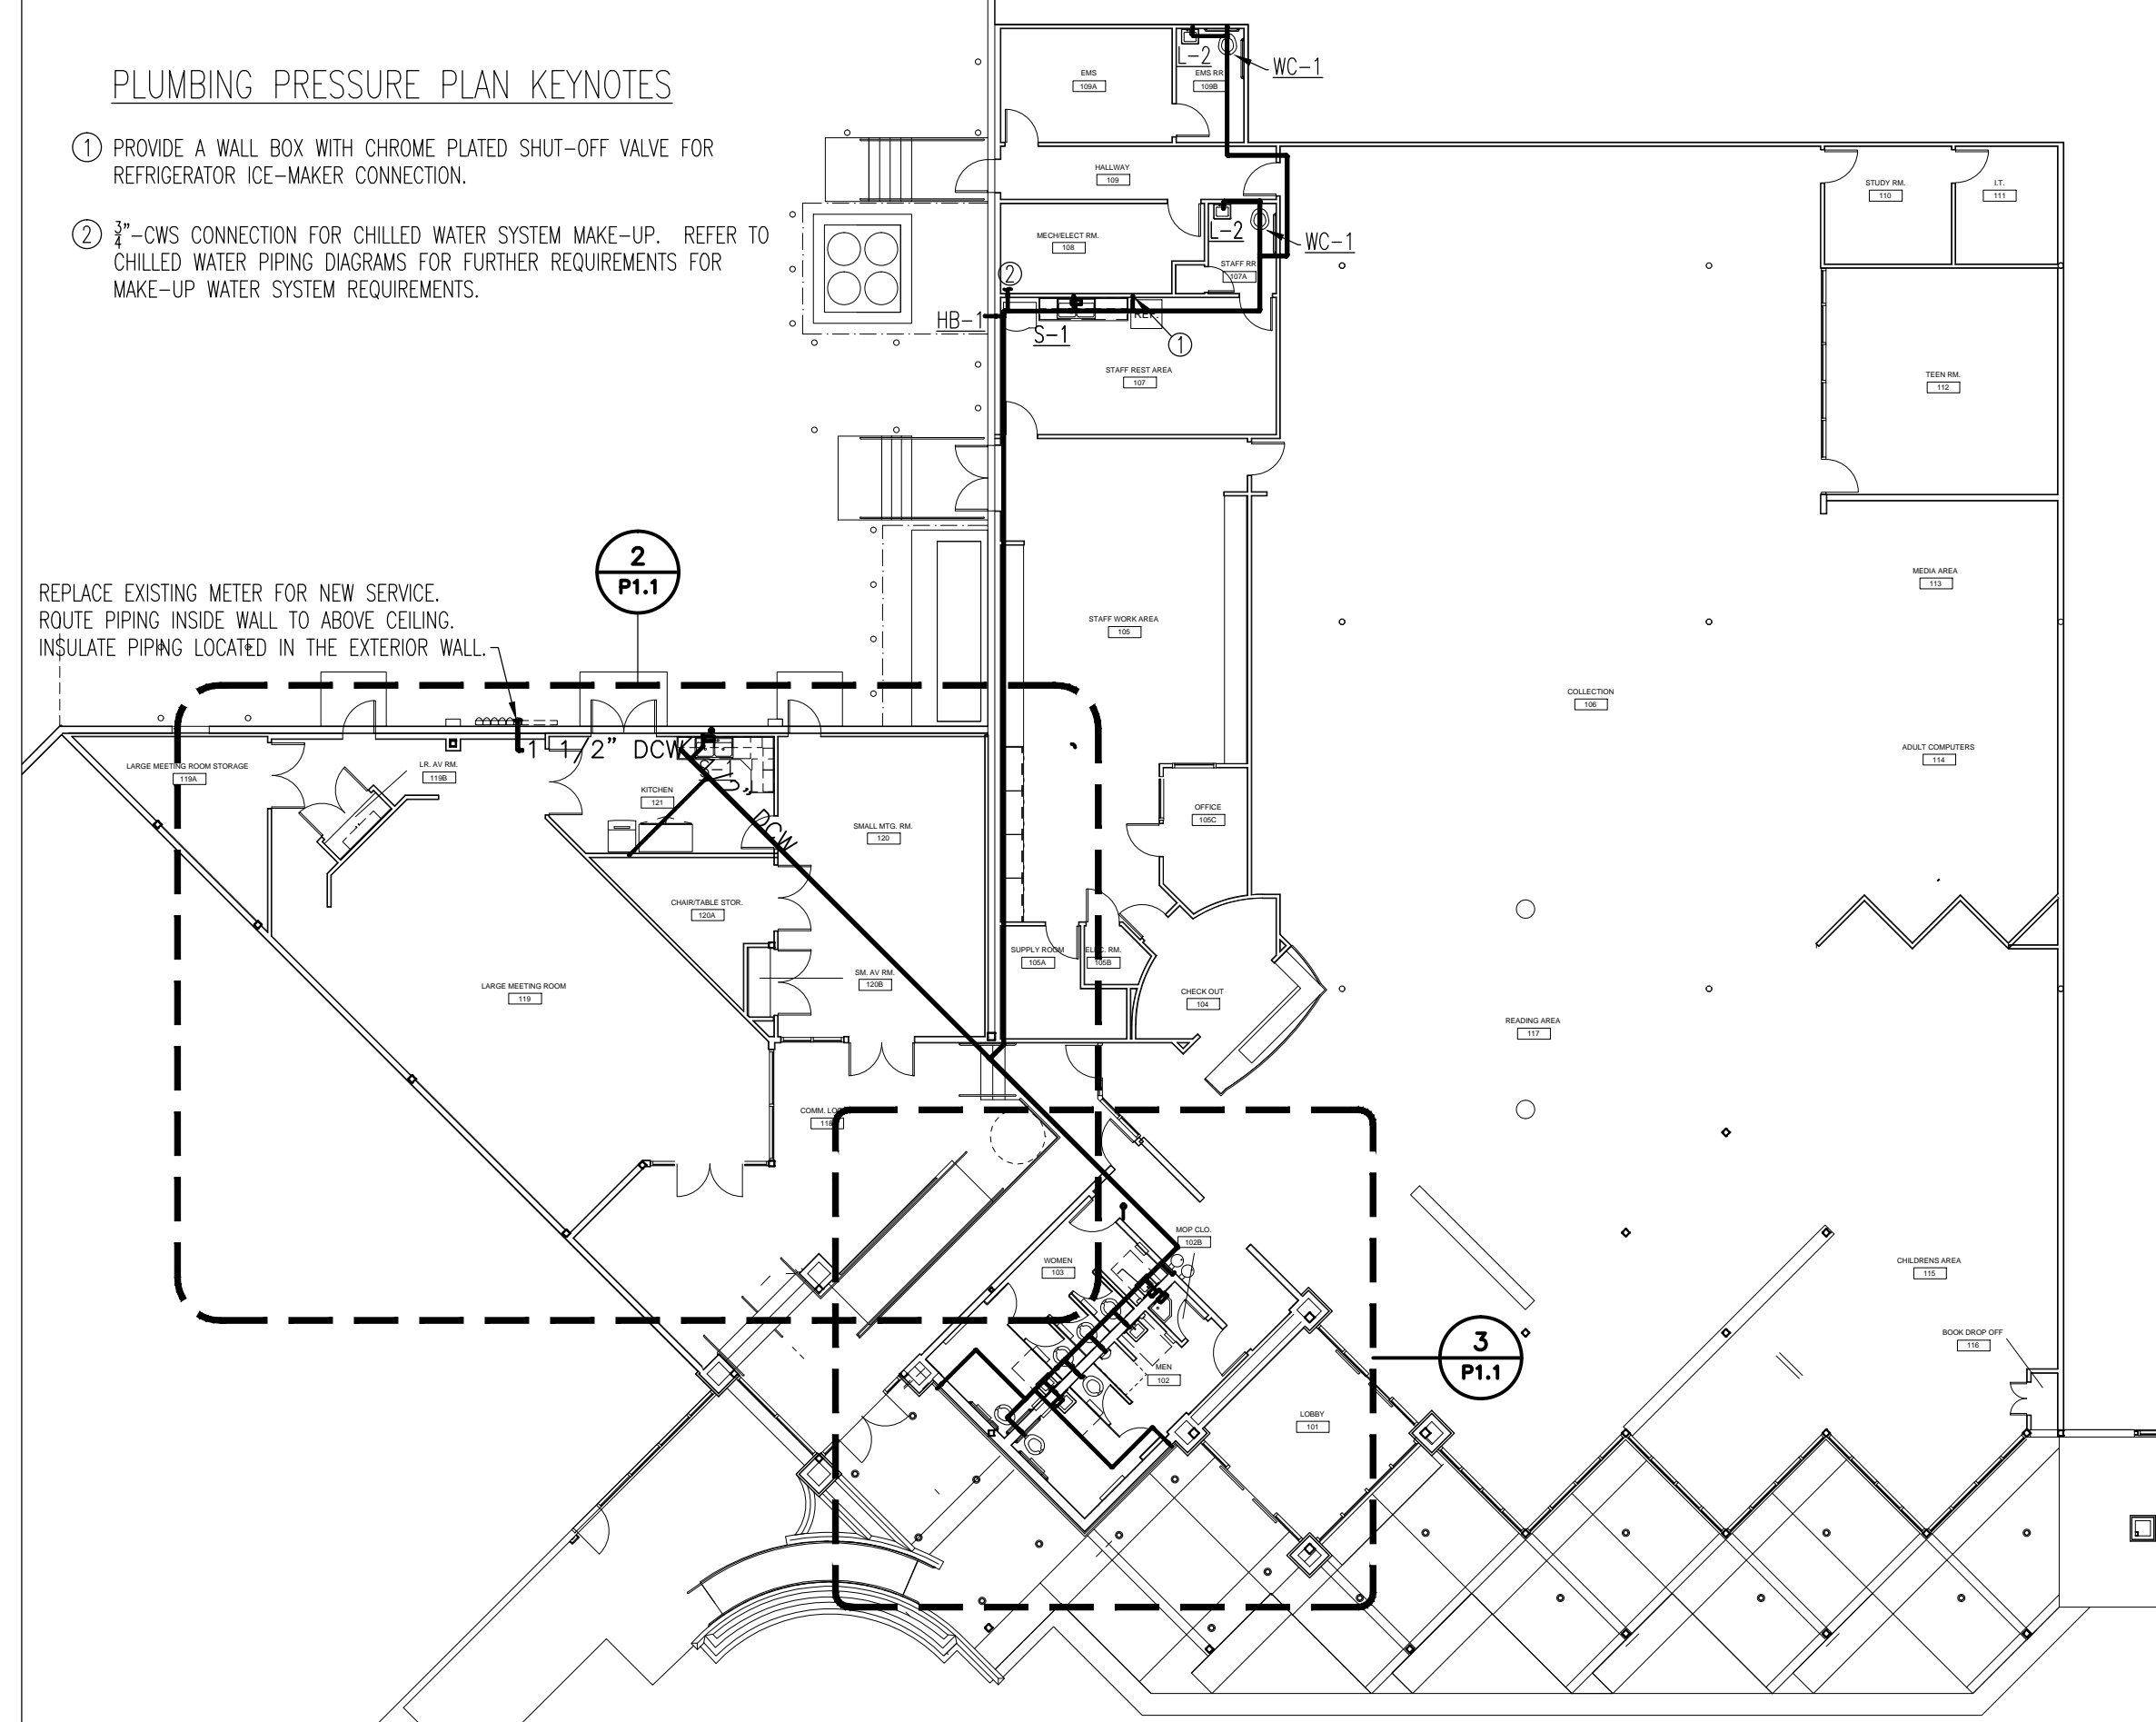 PLUMBING PRESSURE PLAN KEYNOTES
1 PROVIDE A WALL BOX WITH CHROME PLATED SHUT-OFF VALVE FOR
REFRIGERATOR ICE-MAKER CONNECTION.
2 3/4"-CWS CONNECTION FOR CHILLED WATER SYSTEM MAKE-UP. REFER TO
CHILLED WATER PIPING DIAGRAMS FOR FURTHER REQUIREMENTS FOR
MAKE-UP WATER SYSTEM REQUIREMENTS.
EMS
109A
L-2
EMS RR
109B
WC-1
HALLWAY
109
STUDY RM.
110
I.T.
111
MECH/ELECT RM.
108
L-2
WC-1
STAFF RR
107A
2
HB-1
S-1
REF.
1
STAFF REST AREA
107
TEEN RM.
112
2
P1.1
MEDIA AREA
113
REPLACE EXISTING METER FOR NEW SERVICE.
ROUTE PIPING INSIDE WALL TO ABOVE CEILING.
INSULATE PIPING LOCATED IN THE EXTERIOR WALL.
STAFF WORK AREA
105
COLLECTION
106
ADULT COMPUTERS
114
1 1/2" DCW
DCW
LARGE MEETING ROOM STORAGE
119A
LR. AV RM.
119B
KITCHEN
121
SMALL MTG. RM.
120
OFFICE
105C
CHAIR/TABLE STOR.
120A
SUPPLY ROOM
105A
ELEC. RM.
105B
SM. AV RM.
120B
LARGE MEETING ROOM
119
CHECK OUT
104
READING AREA
117
COMM. LO
118
MOP CLO.
102B
WOMEN
103
CHILDRENS AREA
115
3
P1.1
BOOK DROP OFF
116
MEN
102
LOBBY
101